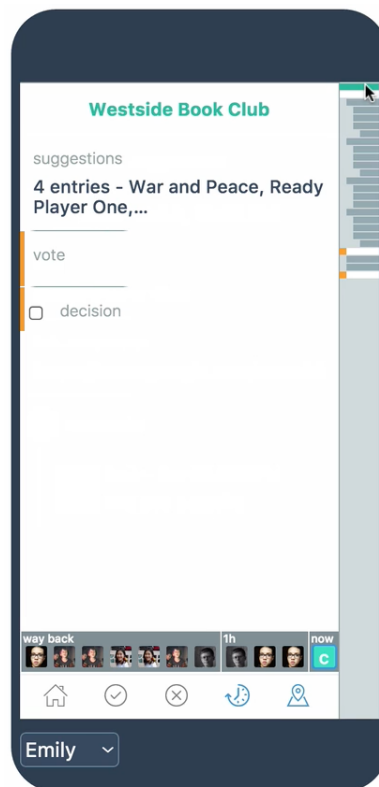 Westside Book Club
suggestions
4 entries - War and Peace, Ready
Player One,...
vote
decision
way back
1h
now
C
Emily